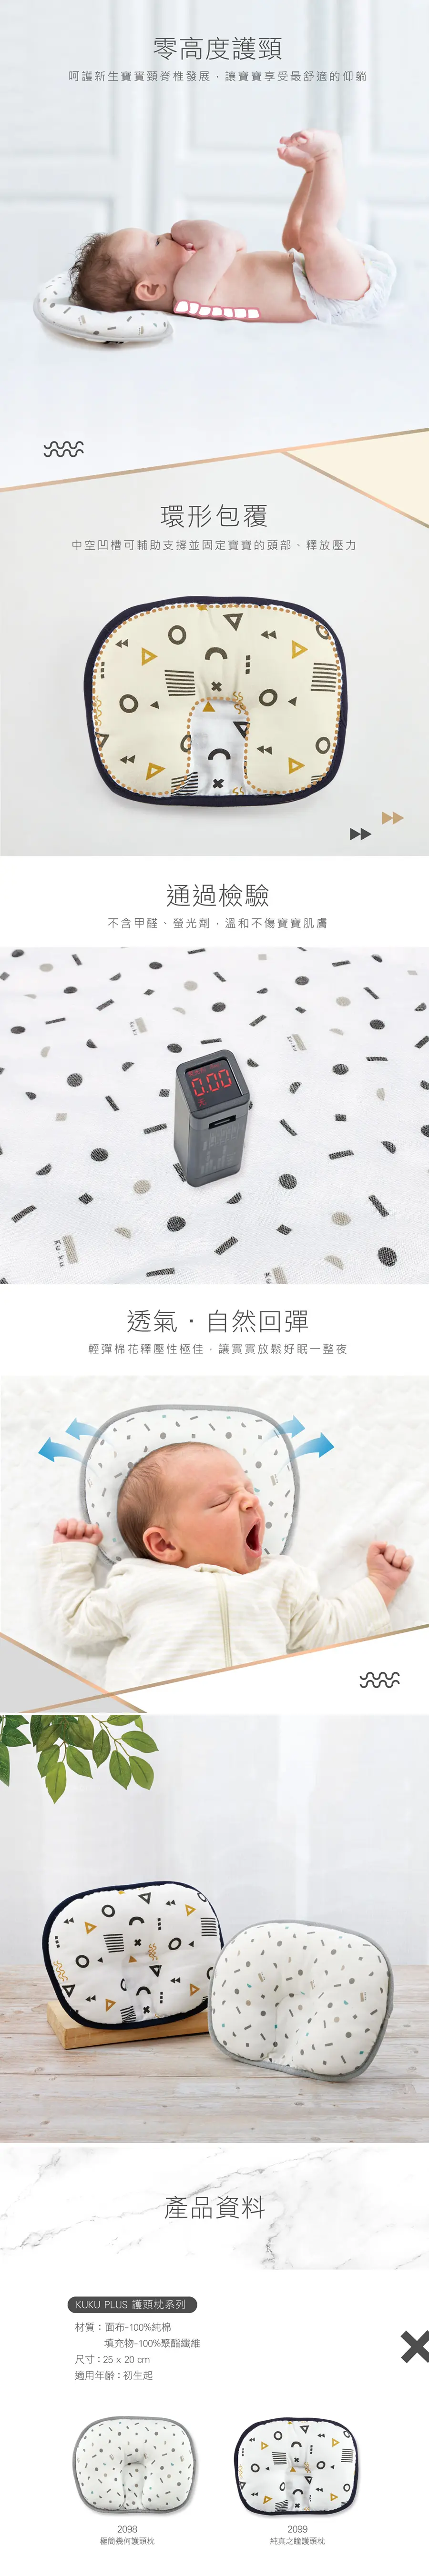 零高度護頸
呵護新生寶寶頸脊椎發展，讓寶寶享受最舒適的仰躺
環形包覆
中空凹槽可輔助支撐並固定寶寶的頭部、釋放壓力
通過檢驗
不含甲醛、螢光劑，溫和不傷寶寶肌膚
0.00
Ku.ku
透氣・自然回彈
輕彈棉花釋壓性極佳，讓寶寶放鬆好眠一整夜
產品資料
KUKU PLUS 護頭枕系列
材質：面布-100%純棉
填充物-100%聚酯纖維
尺寸：25 x 20 cm
適用年齡：初生起
2098
極簡幾何護頭枕
2099
純真之瞳護頭枕